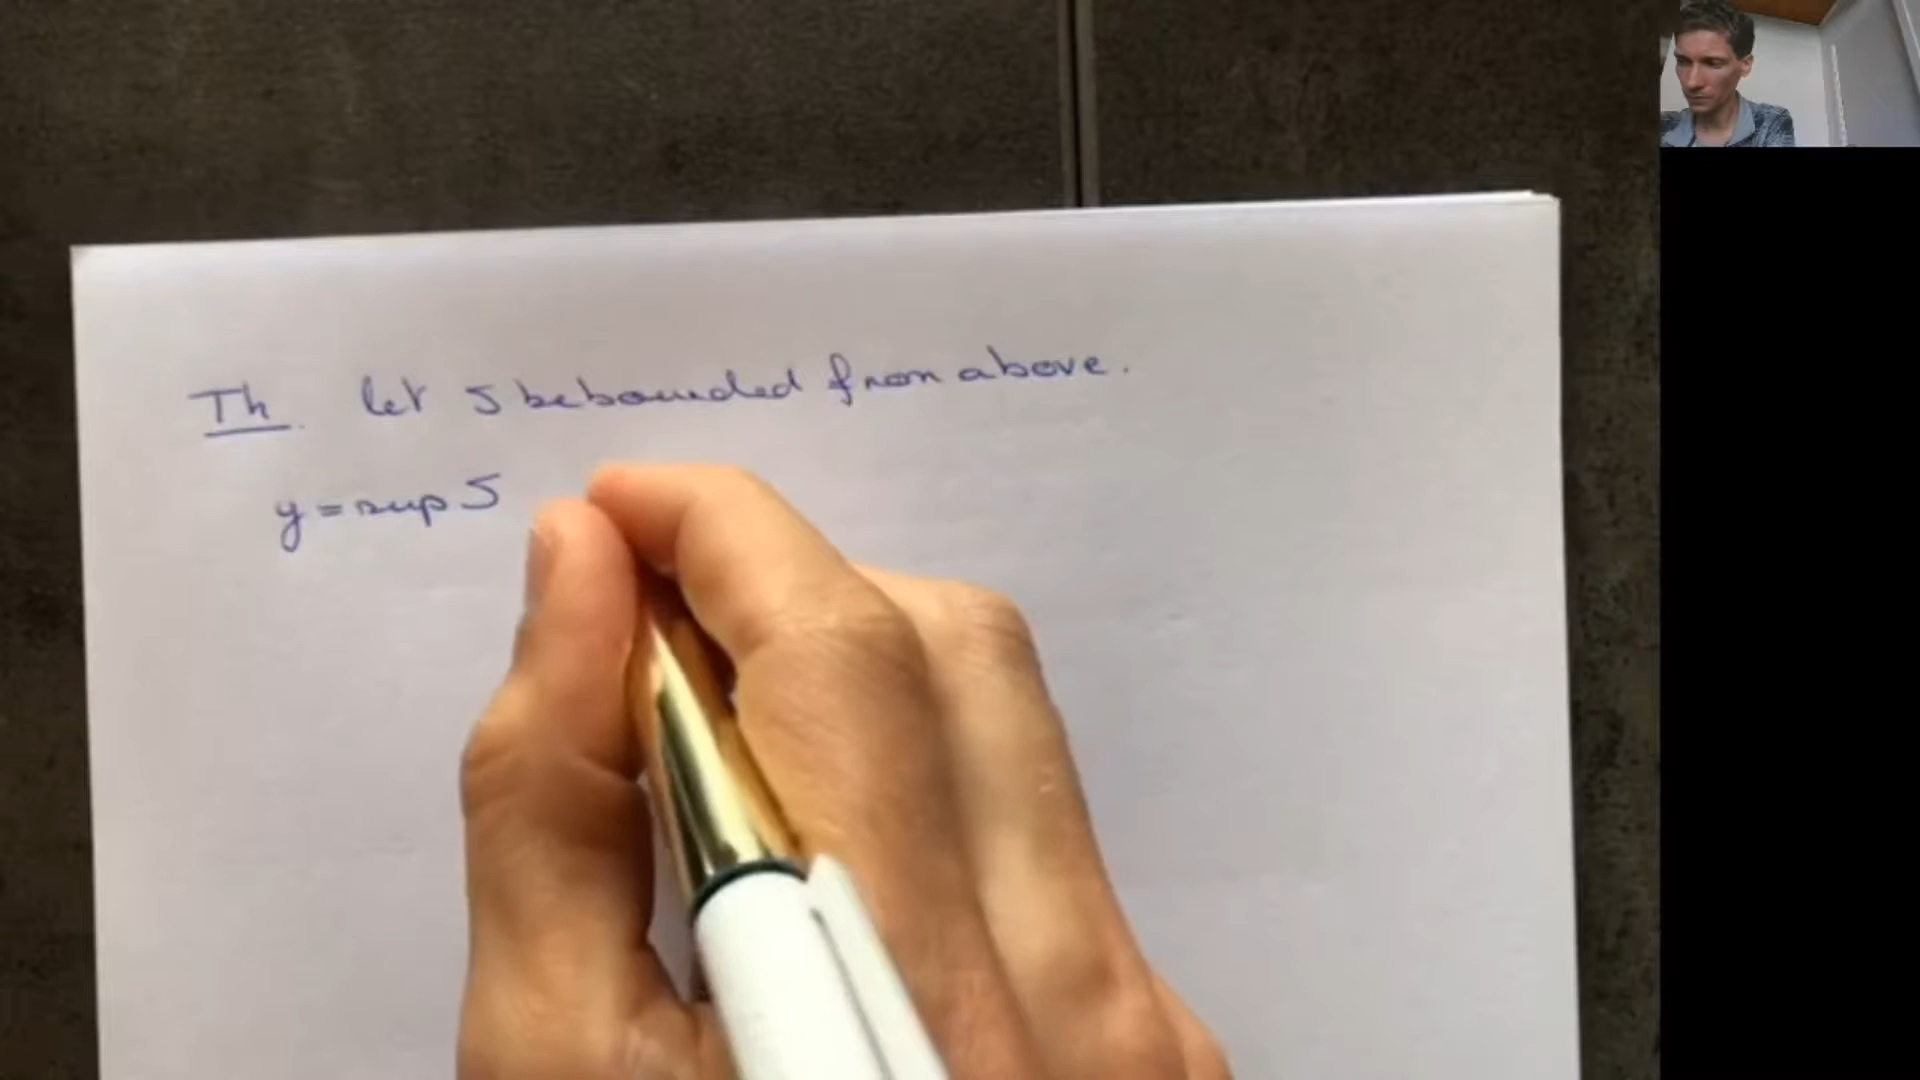 Th. let S be bounded from above.
y = sup S